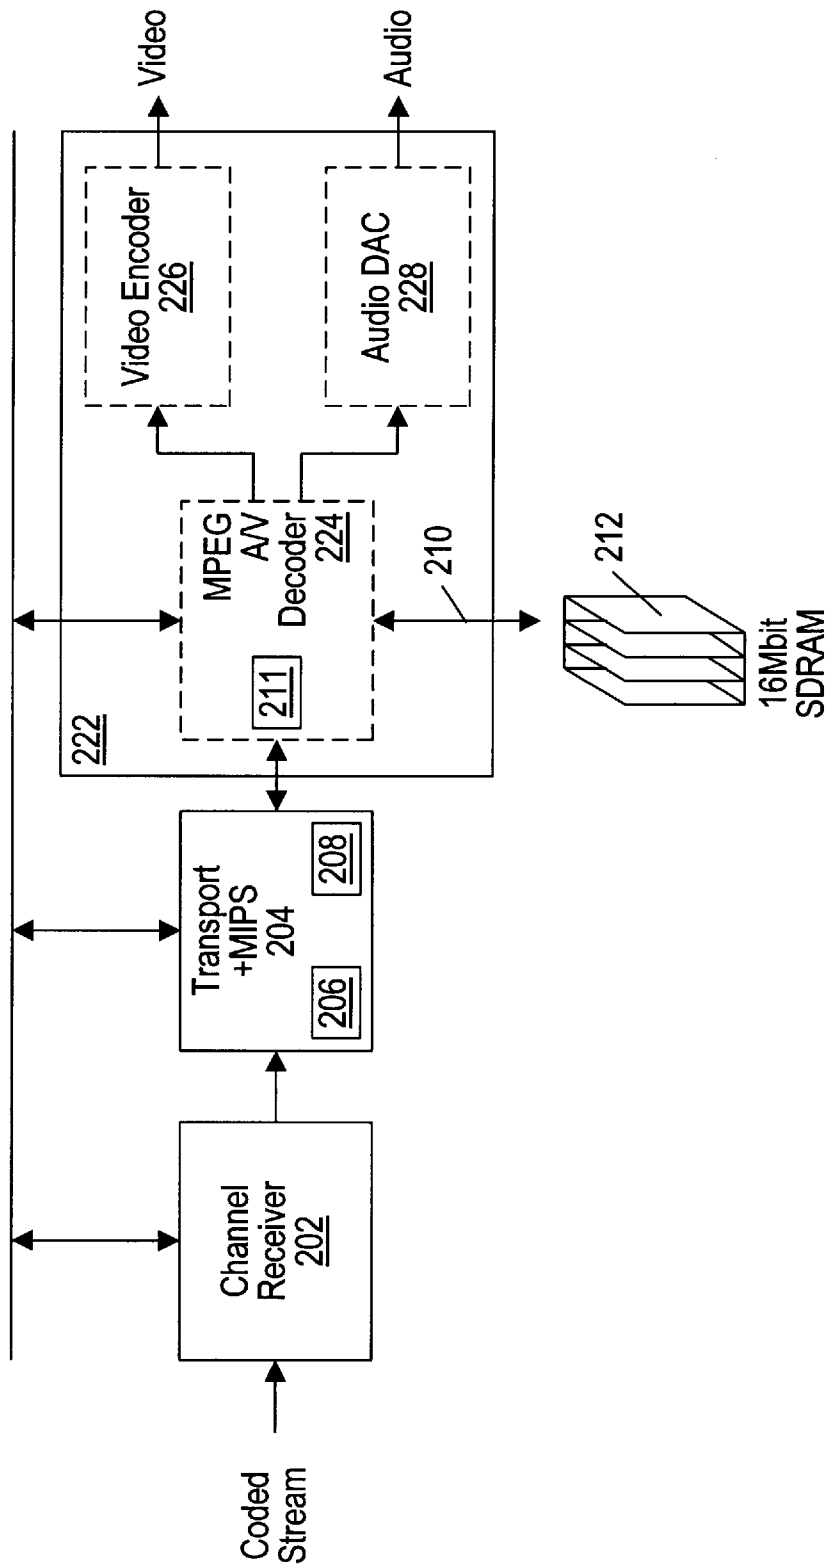 Coded
Stream
Channel
Receiver
202
Transport
+MIPS
204
206
208
222
211
MPEG
A/V
Decoder
224
Video Encoder
226
Video
Audio DAC
228
Audio
210
212
16Mbit
SDRAM